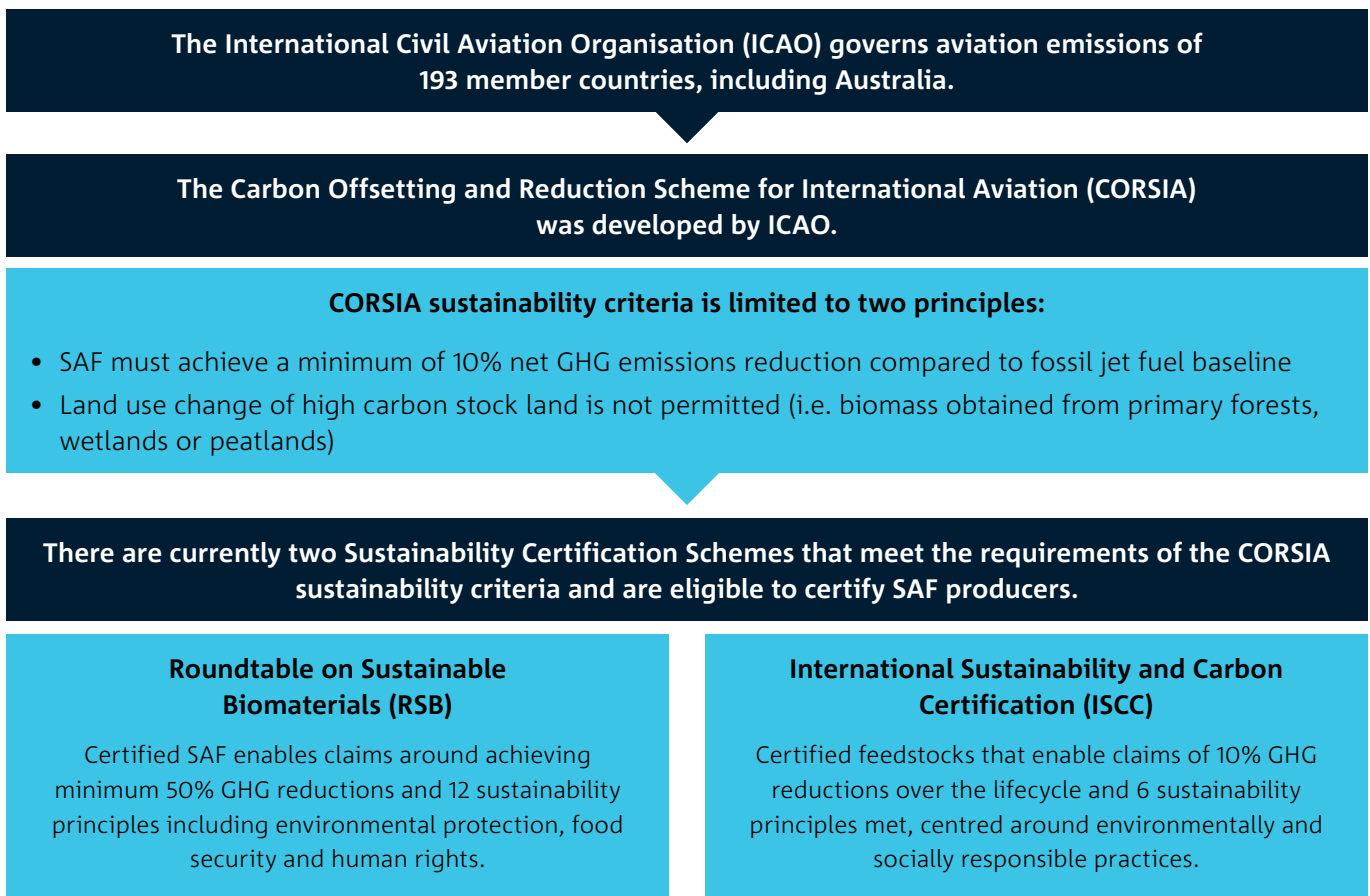 The International Civil Aviation Organisation (ICAO) governs aviation emissions of
193 member countries, including Australia.
The Carbon Offsetting and Reduction Scheme for International Aviation (CORSIA)
was developed by ICAO.
CORSIA sustainability criteria is limited to two principles:
• SAF must achieve a minimum of 10% net GHG emissions reduction compared to fossil jet fuel baseline
• Land use change of high carbon stock land is not permitted (i.e. biomass obtained from primary forests,
wetlands or peatlands)
There are currently two Sustainability Certification Schemes that meet the requirements of the CORSIA
sustainability criteria and are eligible to certify SAF producers.
Roundtable on Sustainable
Biomaterials (RSB)
Certified SAF enables claims around achieving
minimum 50% GHG reductions and 12 sustainability
principles including environmental protection, food
security and human rights.
International Sustainability and Carbon
Certification (ISCC)
Certified feedstocks that enable claims of 10% GHG
reductions over the lifecycle and 6 sustainability
principles met, centred around environmentally and
socially responsible practices.